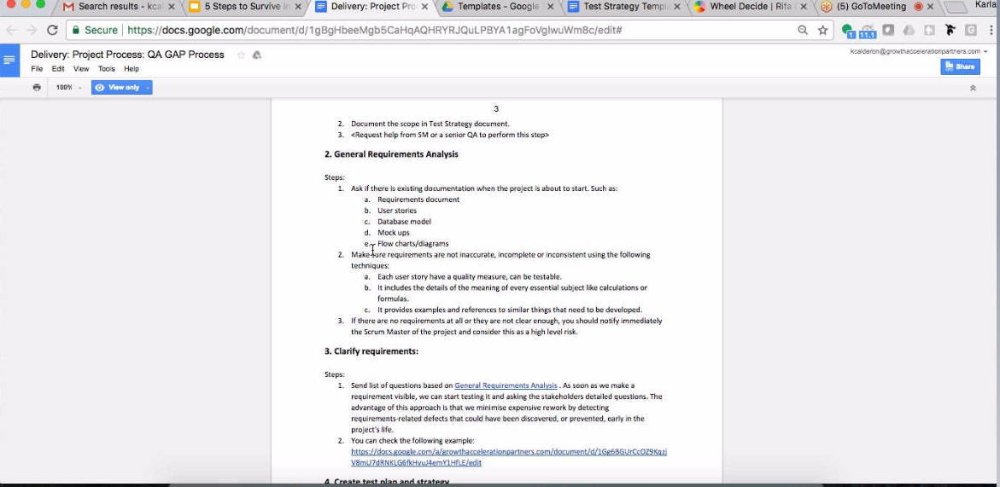 Search results - kcal
5 Steps to Survive in
Delivery: Project Pro
Templates - Google
Test Strategy Templa
Wheel Decide | Rifa
(5) GoToMeeting
Karla
Secure | https://docs.google.com/document/d/1gBgHbeeMgb5CaHqAQHRYRJQuLPBYA1agFoVglwuWm8c/edit#
1
11.1
Delivery: Project Process: QA GAP Process
kcalderon@growthaccelerationpartners.com
File Edit View Tools Help
Share
100%
View only
3
2. Document the scope in Test Strategy document.
3. <Request help from SM or a senior QA to perform this step>
2. General Requirements Analysis
Steps:
1. Ask if there is existing documentation when the project is about to start. Such as:
a. Requirements document
b. User stories
c. Database model
d. Mock ups
e. Flow charts/diagrams
2. Make sure requirements are not inaccurate, incomplete or inconsistent using the following
techniques:
a. Each user story have a quality measure, can be testable.
b. It includes the details of the meaning of every essential subject like calculations or
formulas.
c. It provides examples and references to similar things that need to be developed.
3. If there are no requirements at all or they are not clear enough, you should notify immediately
the Scrum Master of the project and consider this as a high level risk.
3. Clarify requirements:
Steps:
1. Send list of questions based on General Requirements Analysis . As soon as we make a
requirement visible, we can start testing it and asking the stakeholders detailed questions. The
advantage of this approach is that we minimise expensive rework by detecting
requirements-related defects that could have been discovered, or prevented, early in the
project's life.
2. You can check the following example:
https://docs.google.com/a/growthaccelerationpartners.com/document/d/1Gg6BGUrCcOZ9Kqzj
V8mU7dRNKLG6fkHyuJ4emY1HfLE/edit
4. Create test plan and strategy